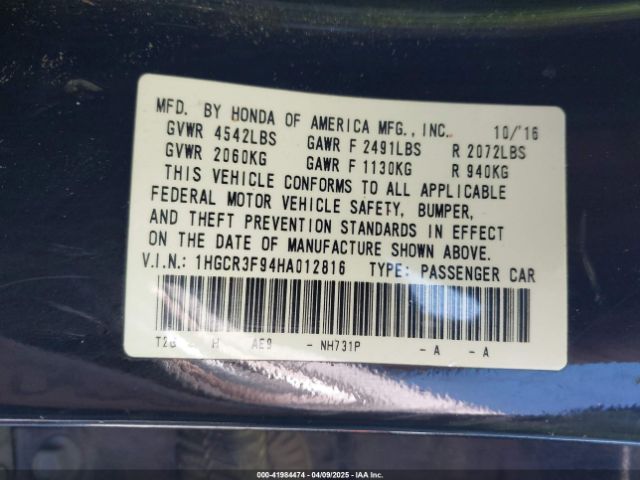 MFD. BY HONDA OF AMERICA MFG., INC. 10/'16
GVWR 4542LBS GAWR F 2491LBS R 2072LBS
GVWR 2060KG GAWR F 1130KG R 940KG
THIS VEHICLE CONFORMS TO ALL APPLICABLE
FEDERAL MOTOR VEHICLE SAFETY, BUMPER,
AND THEFT PREVENTION STANDARDS IN EFFECT
ON THE DATE OF MANUFACTURE SHOWN ABOVE.
V.I.N.: 1HGCR3F94HA012816 TYPE: PASSENGER CAR
H AE9 - NH731P - A - A
000-41984474 | 04/09/2025 | IAA Inc.